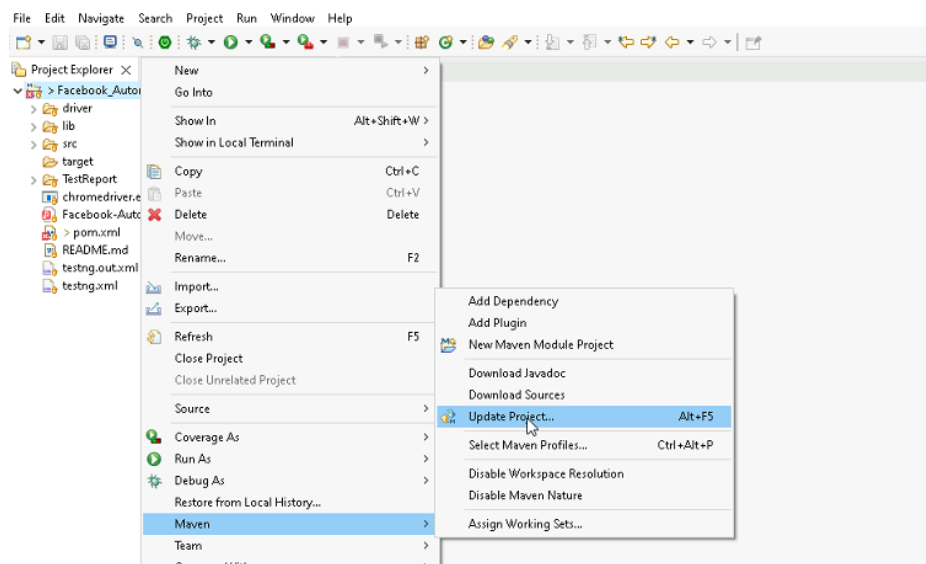 File Edit Navigate Search Project Run Window Help
Project Explorer
> Facebook_Auto
driver
lib
src
target
TestReport
chromedriver.e
Facebook-Auto
> pom.xml
README.md
testng.out.xml
testng.xml
New
Go Into
Show In Alt+Shift+W >
Show in Local Terminal
Copy Ctrl+C
Paste Ctrl+V
Delete Delete
Move...
Rename... F2
Import...
Export...
Refresh F5
Close Project
Close Unrelated Project
Source
Coverage As
Run As
Debug As
Restore from Local History...
Maven
Team
Add Dependency
Add Plugin
New Maven Module Project
Download Javadoc
Download Sources
Update Project... Alt+F5
Select Maven Profiles... Ctrl+Alt+P
Disable Workspace Resolution
Disable Maven Nature
Assign Working Sets...